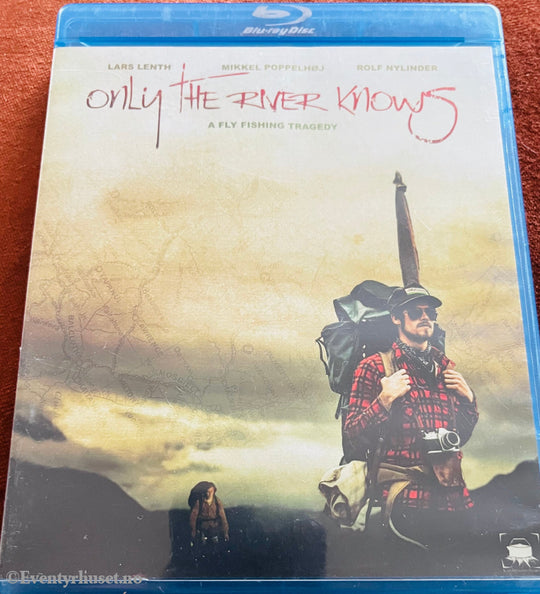 Blu-ray Disc
LARS LENTH MIKKEL POPPELHØJ ROLF NYLINDER
ONLY THE RIVER KNOWS
A FLY FISHING TRAGEDY
©Eventyrhuset.no